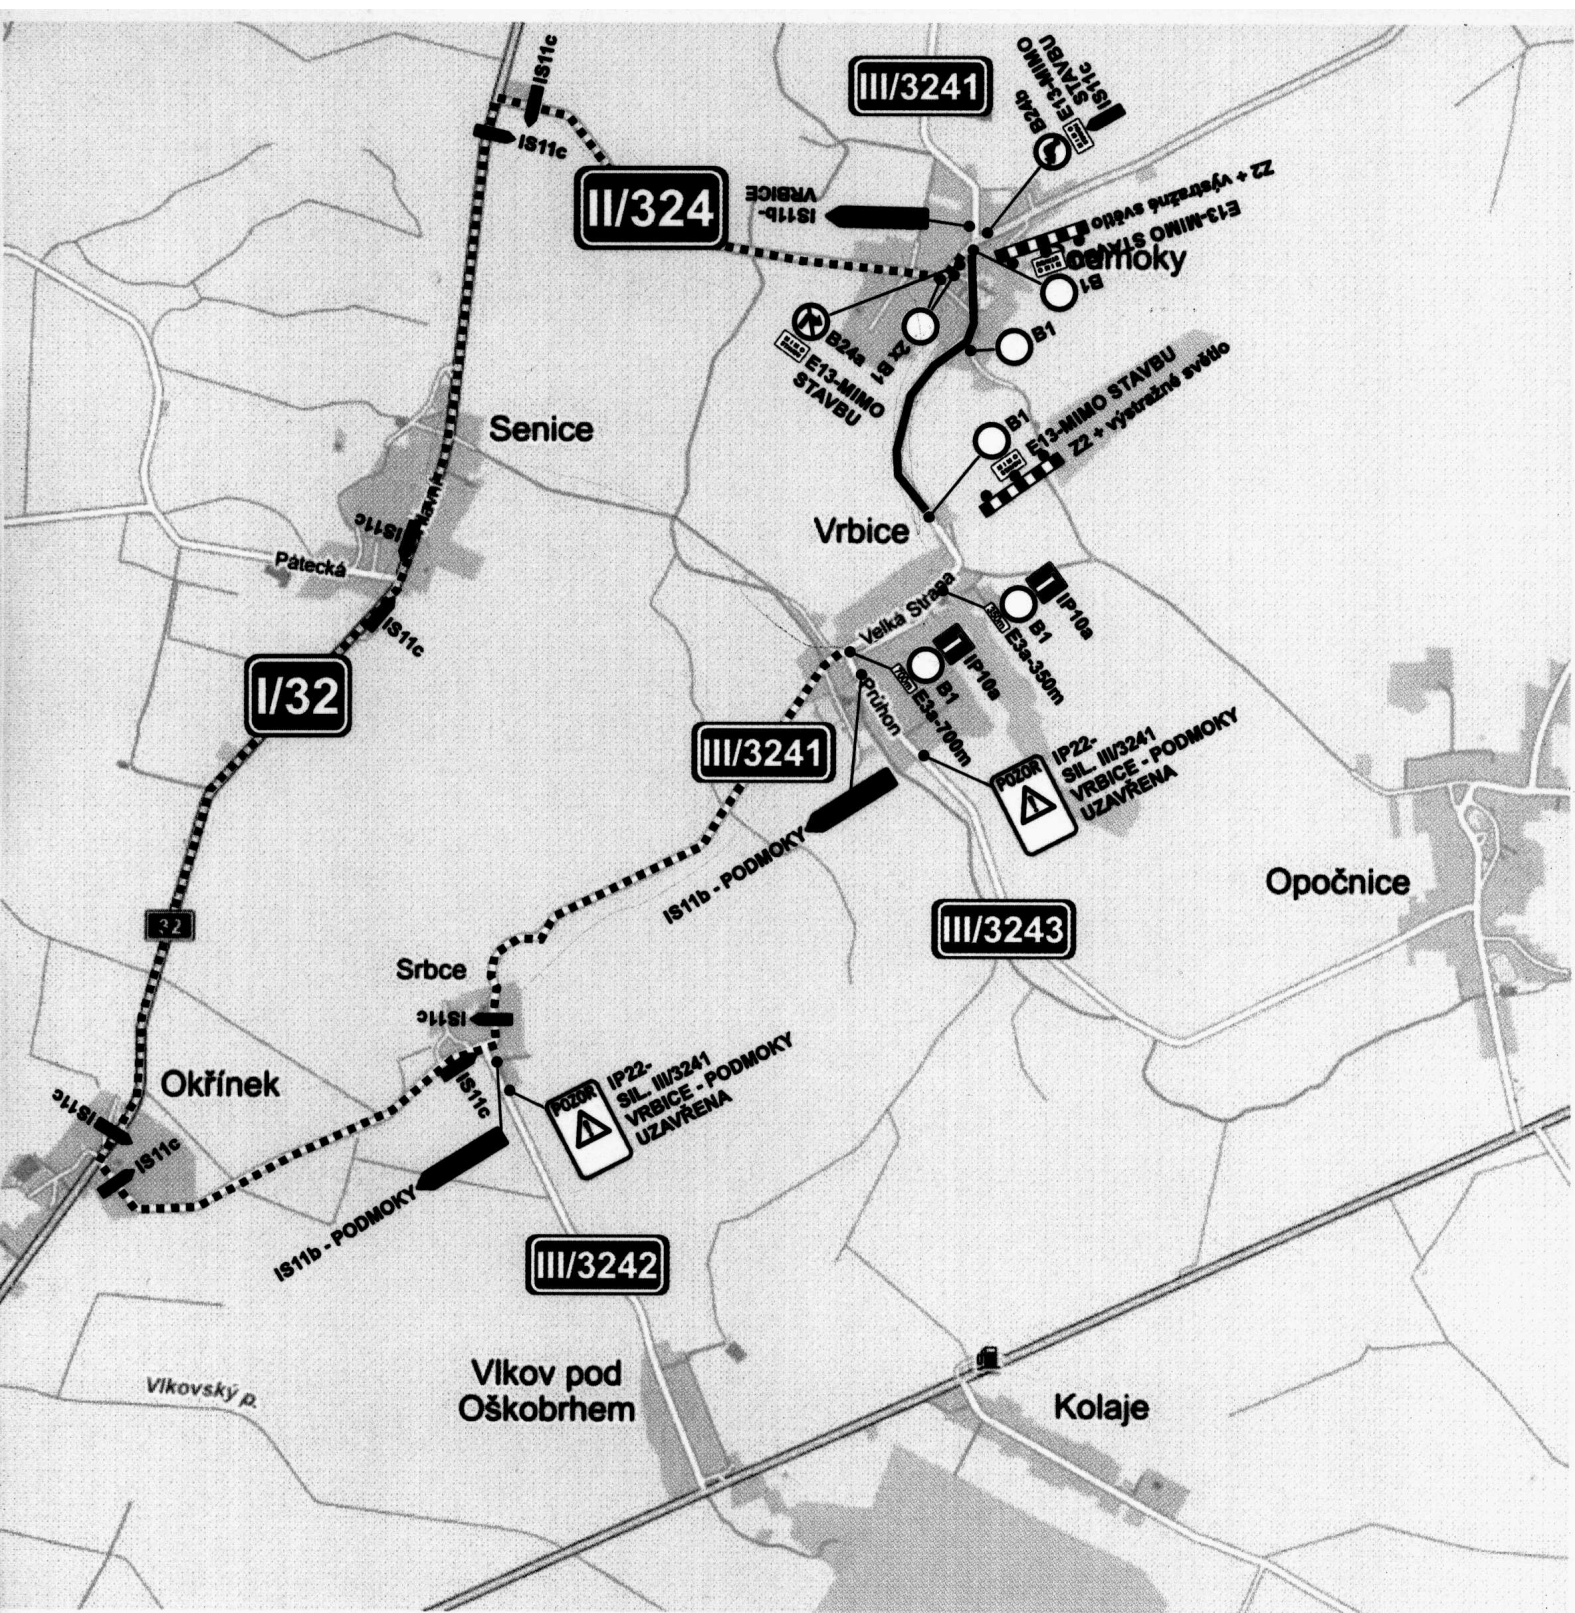 IS11c
IS11c
III/3241
B24b
E13-MIMO
STAVBU
IS11c
II/324
IS11b-
VRBICE
Z2 + výstražné světlo
E13-MIMO STAVBU
B1
B24a
E13-MIMO
STAVBU
2x B1
B1
Senice
B1
E13-MIMO STAVBU
Z2 + výstražné světlo
Vrbice
IS11c
Pátecká
IS11c
Velká Strana
IP10a
B1
E3a-350m
350m
I/32
Průhon
IP10a
B1
E3a-700m
700m
III/3241
POZOR
IP22-
SIL. III/3241
VRBICE - PODMOKY
UZAVŘENA
IS11b - PODMOKY
Opočnice
III/3243
32
Srbce
IS11c
Okřínek
IS11c
IS11c
IS11c
POZOR
IP22-
SIL. III/3241
VRBICE - PODMOKY
UZAVŘENA
IS11b - PODMOKY
III/3242
Vlkov pod
Oškobrhem
Vlkovský p.
Kolaje